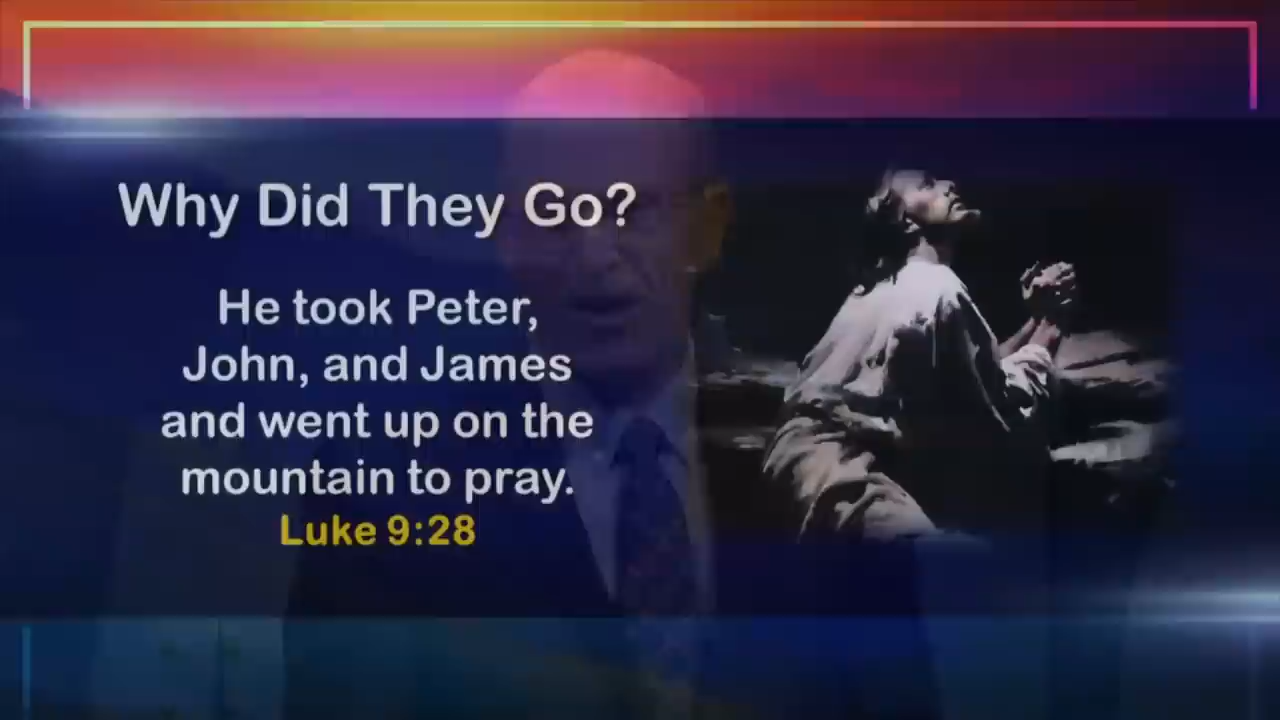 Why Did They Go?
He took Peter,
John, and James
and went up on the
mountain to pray.
Luke 9:28